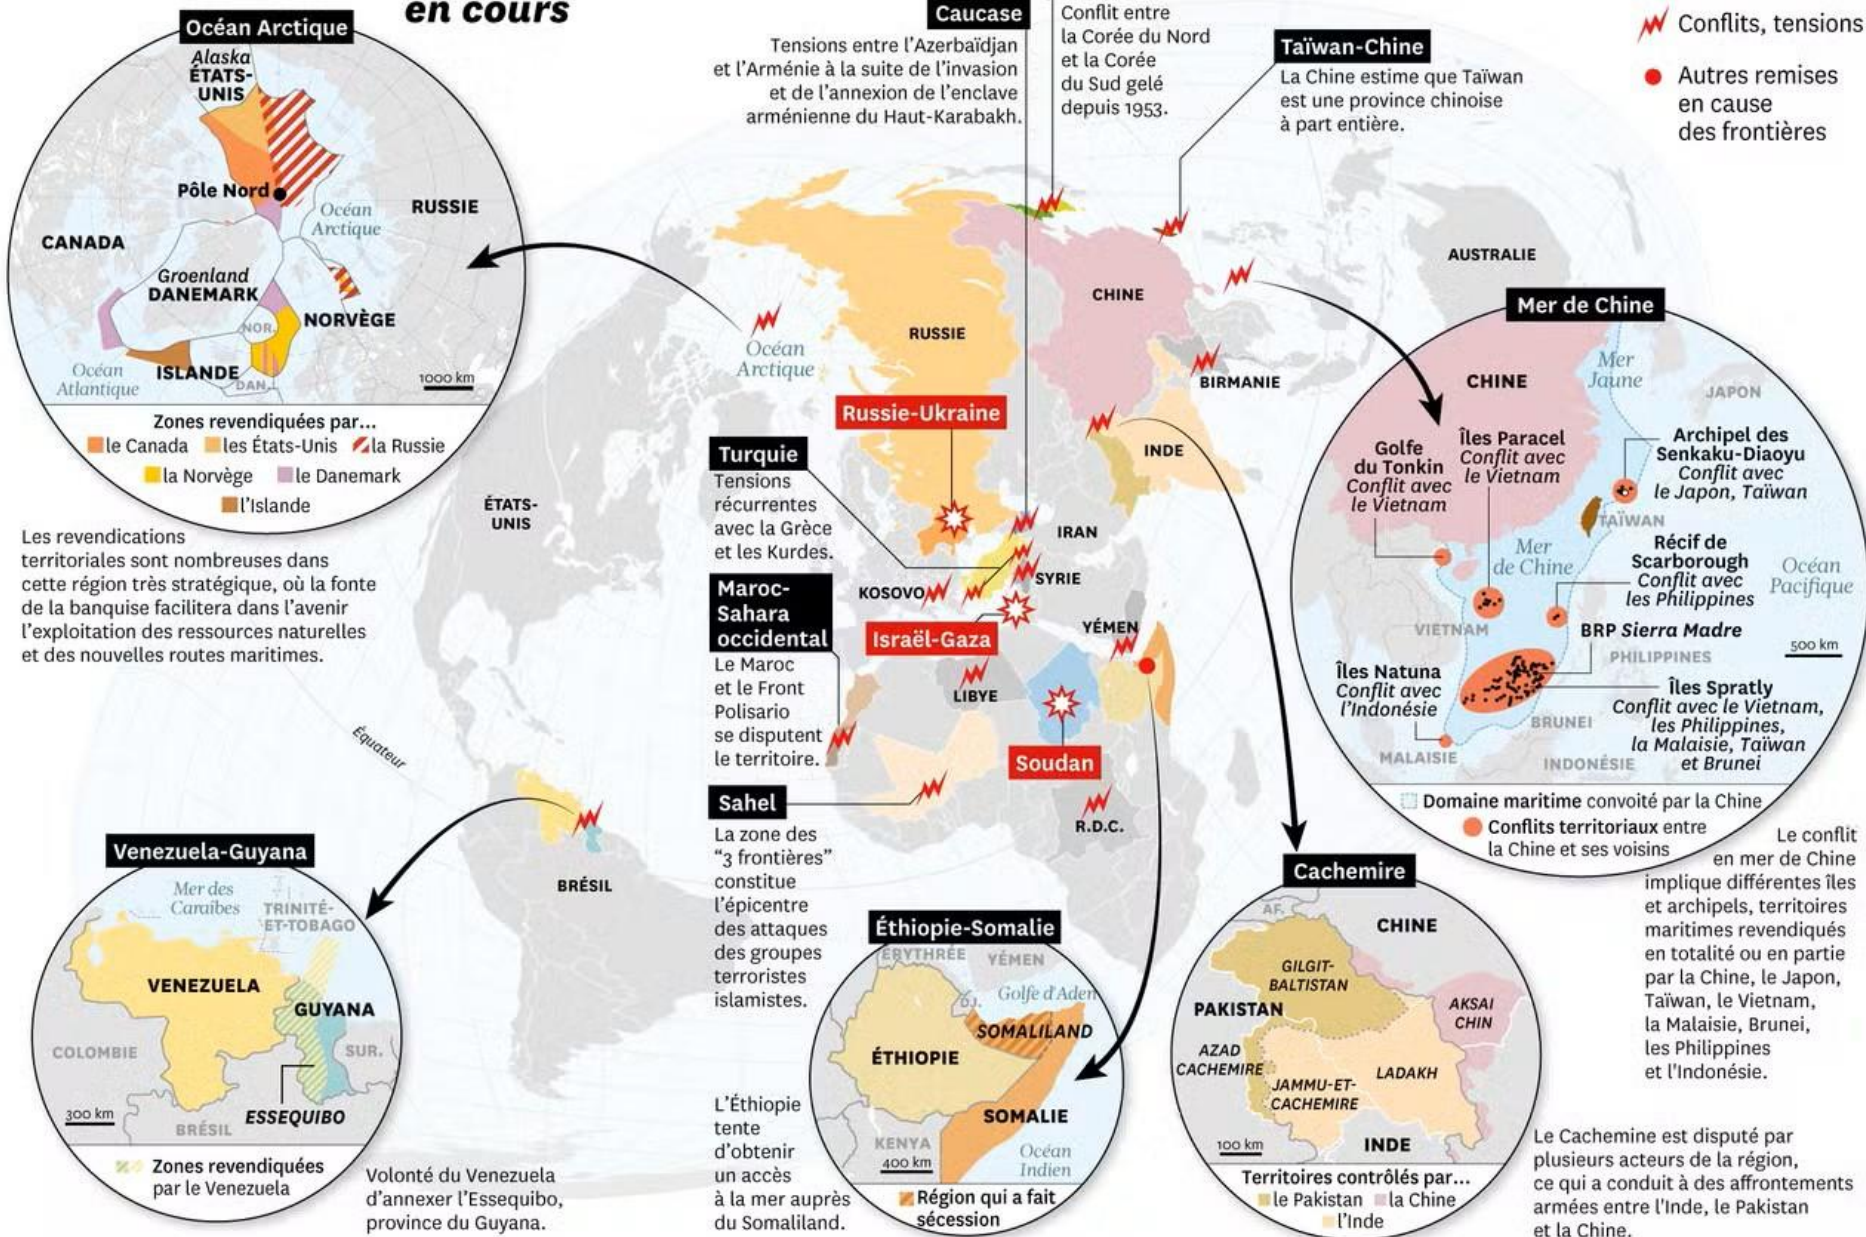 en cours
Océan Arctique
Alaska
ÉTATS-
UNIS
Pôle Nord
Océan
Arctique
RUSSIE
CANADA
Groenland
DANEMARK
NOR.
NORVÈGE
Océan
Atlantique
ISLANDE
DAN.
1000 km
Zones revendiquées par...
le Canada
les États-Unis
la Russie
la Norvège
le Danemark
l'Islande
Les revendications
territoriales sont nombreuses dans
cette région très stratégique, où la fonte
de la banquise facilitera dans l'avenir
l'exploitation des ressources naturelles
et des nouvelles routes maritimes.
Caucase
Tensions entre l'Azerbaïdjan
et l'Arménie à la suite de l'invasion
et de l'annexion de l'enclave
arménienne du Haut-Karabakh.
Conflit entre
la Corée du Nord
et la Corée
du Sud gelé
depuis 1953.
Taïwan-Chine
La Chine estime que Taïwan
est une province chinoise
à part entière.
Conflits, tensions
Autres remises
en cause
des frontières
Océan
Arctique
RUSSIE
CHINE
AUSTRALIE
BIRMANIE
INDE
ÉTATS-
UNIS
Russie-Ukraine
Turquie
Tensions
récurrentes
avec la Grèce
et les Kurdes.
IRAN
SYRIE
KOSOVO
Maroc-
Sahara
occidental
Le Maroc
et le Front
Polisario
se disputent
le territoire.
Israël-Gaza
YÉMEN
LIBYE
Soudan
Sahel
La zone des
“3 frontières”
constitue
l'épicentre
des attaques
des groupes
terroristes
islamistes.
R.D.C.
Équateur
BRÉSIL
Mer de Chine
CHINE
Mer
Jaune
JAPON
Golfe
du Tonkin
Conflit avec
le Vietnam
Îles Paracel
Conflit avec
le Vietnam
Archipel des
Senkaku-Diaoyu
Conflit avec
le Japon, Taïwan
TAÏWAN
Mer
de Chine
Récif de
Scarborough
Conflit avec
les Philippines
Océan
Pacifique
VIETNAM
BRP Sierra Madre
PHILIPPINES
500 km
Îles Natuna
Conflit avec
l'Indonésie
Îles Spratly
Conflit avec le Vietnam,
les Philippines,
la Malaisie, Taïwan
et Brunei
BRUNEI
MALAISIE
INDONÉSIE
Domaine maritime convoité par la Chine
Conflits territoriaux entre
la Chine et ses voisins
Le conflit
en mer de Chine
implique différentes îles
et archipels, territoires
maritimes revendiqués
en totalité ou en partie
par la Chine, le Japon,
Taïwan, le Vietnam,
la Malaisie, Brunei,
les Philippines
et l'Indonésie.
Venezuela-Guyana
Mer des
Caraïbes
TRINITÉ-
ET-TOBAGO
VENEZUELA
GUYANA
COLOMBIE
SUR.
ESSEQUIBO
300 km
BRÉSIL
Zones revendiquées
par le Venezuela
Volonté du Venezuela
d'annexer l'Essequibo,
province du Guyana.
Éthiopie-Somalie
ERYTHRÉE
YÉMEN
DJ.
Golfe d'Aden
SOMALILAND
ÉTHIOPIE
SOMALIE
KENYA
400 km
Océan
Indien
Région qui a fait
sécession
L'Éthiopie
tente
d'obtenir
un accès
à la mer auprès
du Somaliland.
Cachemire
AF.
CHINE
GILGIT-
BALTISTAN
PAKISTAN
AKSAI
CHIN
AZAD
CACHEMIRE
JAMMU-ET-
CACHEMIRE
LADAKH
100 km
INDE
Territoires contrôlés par...
le Pakistan
la Chine
l'Inde
Le Cachemine est disputé par
plusieurs acteurs de la région,
ce qui a conduit à des affrontements
armées entre l'Inde, le Pakistan
et la Chine.